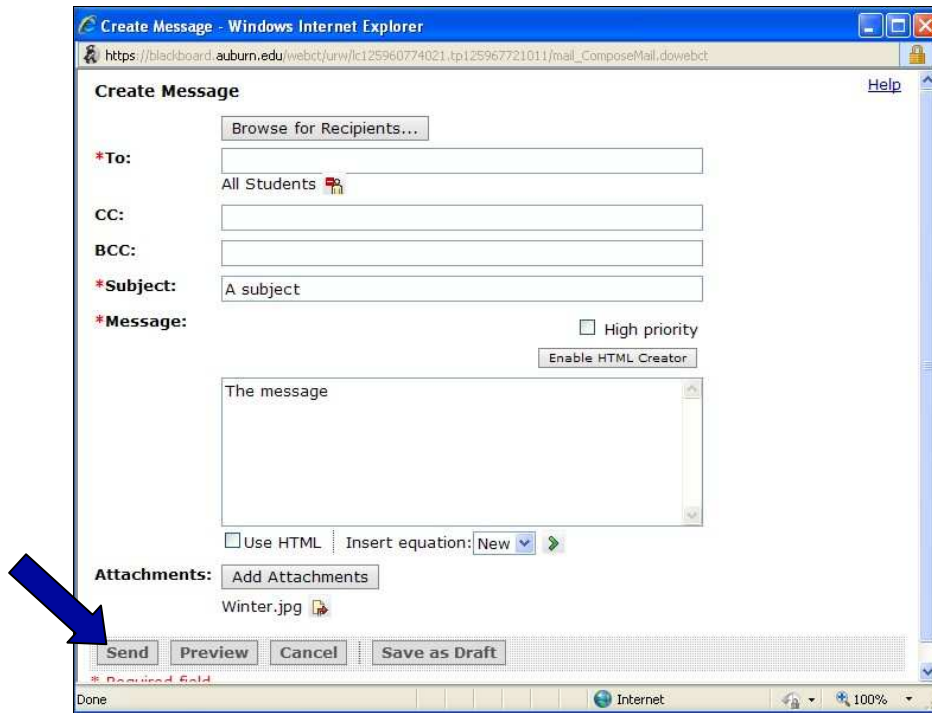 Create Message - Windows Internet Explorer
https://blackboard.auburn.edu/webct/urw/lc125960774021.tp125967721011/mail_ComposeMail.dowebct
Create Message
Help
Browse for Recipients...
*To:
All Students
CC:
BCC:
*Subject: A subject
*Message:
High priority
Enable HTML Creator
The message
Use HTML Insert equation: New
Attachments: Add Attachments
Winter.jpg
Send Preview Cancel Save as Draft
* Required field
Done Internet 100%